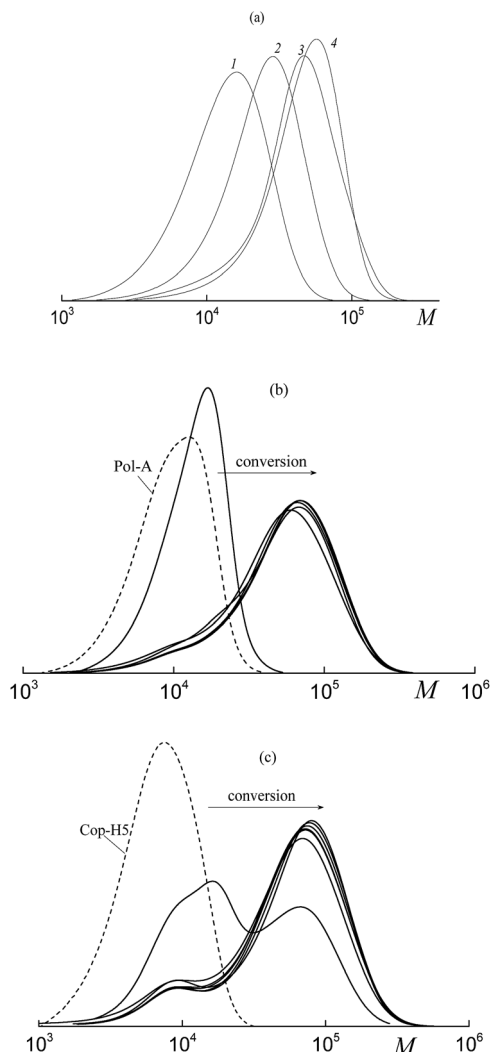 (a)
1
2
3
4
10³ 10⁴ 10⁵ M
(b)
Pol-A
conversion
10³ 10⁴ 10⁵ M 10⁶
(c)
Cop-H5
conversion
10³ 10⁴ 10⁵ M 10⁶